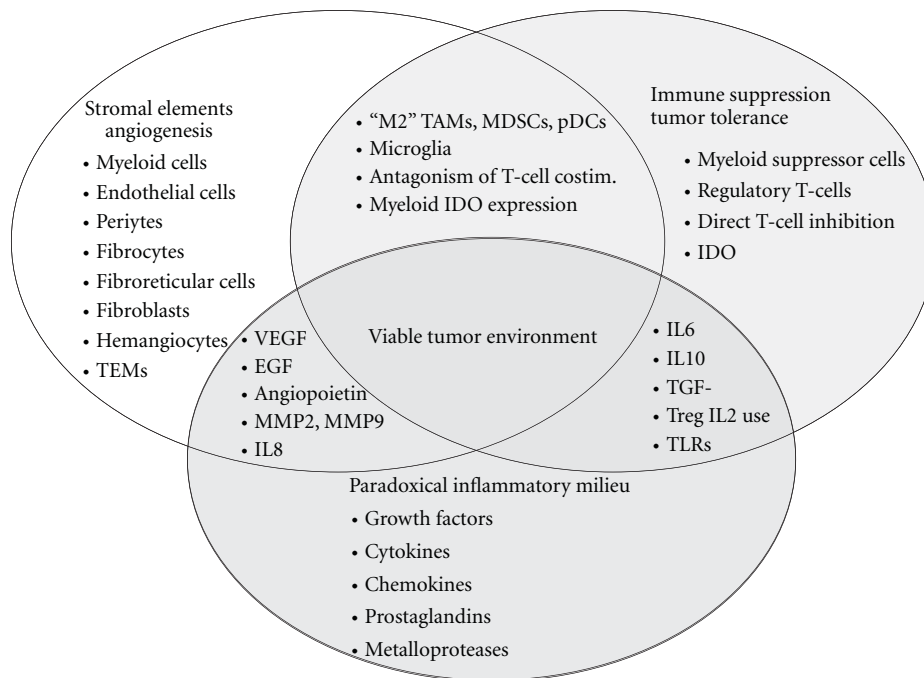 Stromal elements
angiogenesis
• Myeloid cells
• Endothelial cells
• Periytes
• Fibrocytes
• Fibroreticular cells
• Fibroblasts
• Hemangiocytes
• TEMs
• “M2” TAMs, MDSCs, pDCs
• Microglia
• Antagonism of T-cell costim.
• Myeloid IDO expression
Immune suppression
tumor tolerance
• Myeloid suppressor cells
• Regulatory T-cells
• Direct T-cell inhibition
• IDO
• VEGF
• EGF
• Angiopoietin
• MMP2, MMP9
• IL8
Viable tumor environment
• IL6
• IL10
• TGF-
• Treg IL2 use
• TLRs
Paradoxical inflammatory milieu
• Growth factors
• Cytokines
• Chemokines
• Prostaglandins
• Metalloproteases